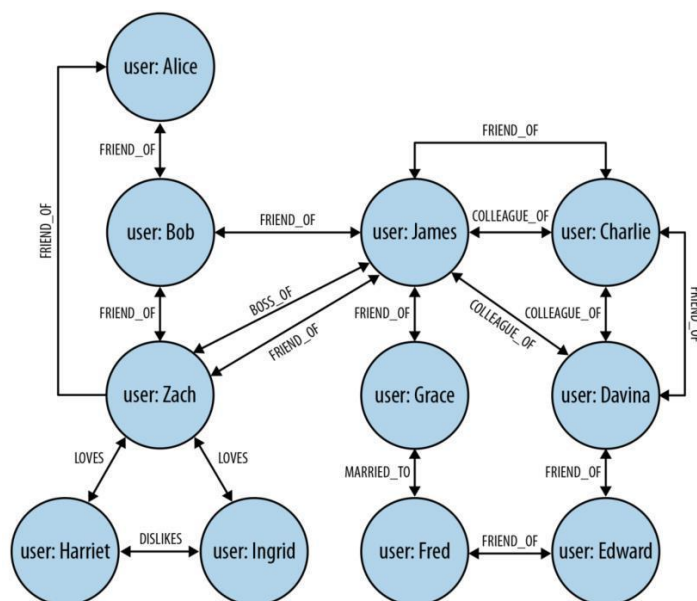 user: Alice
FRIEND_OF
FRIEND_OF
FRIEND_OF
user: Bob
FRIEND_OF
user: James
COLLEAGUE_OF
user: Charlie
FRIEND_OF
BOSS_OF
FRIEND_OF
FRIEND_OF
COLLEAGUE_OF
COLLEAGUE_OF
FRIEND_OF
user: Zach
user: Grace
user: Davina
LOVES
LOVES
MARRIED_TO
FRIEND_OF
user: Harriet
DISLIKES
user: Ingrid
user: Fred
FRIEND_OF
user: Edward